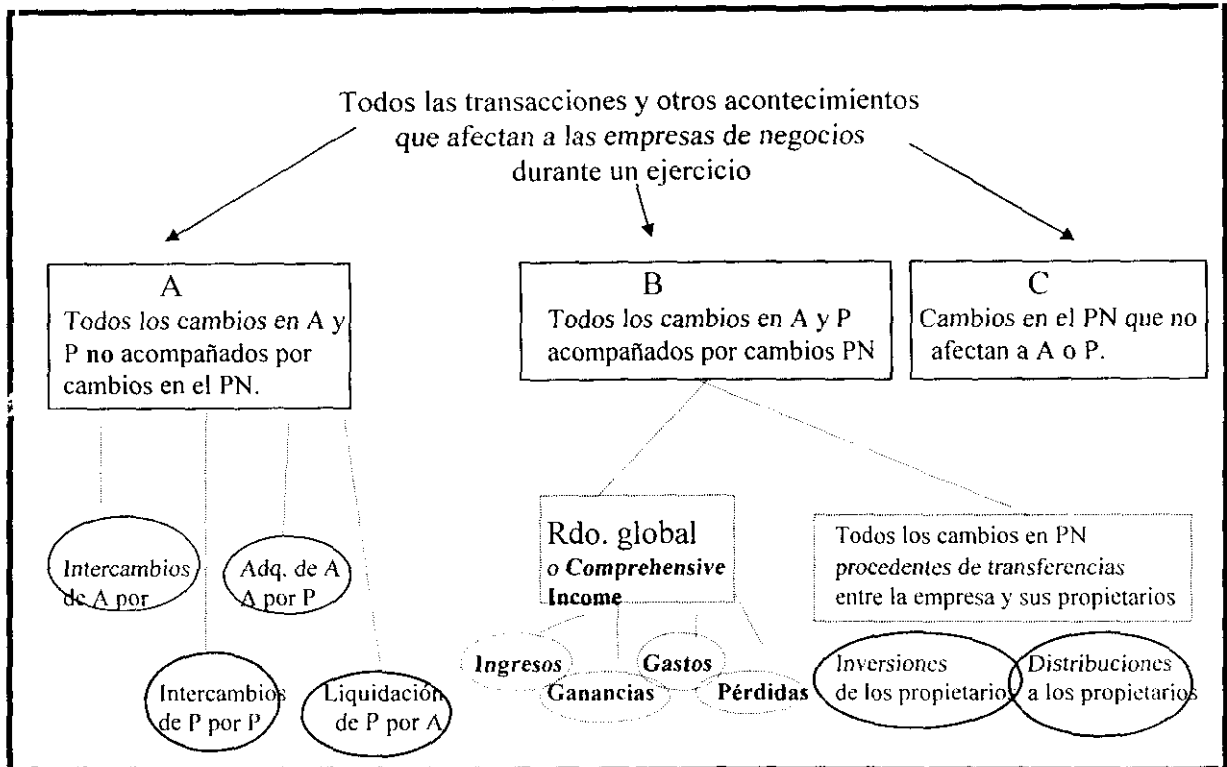 Todos las transacciones y otros acontecimientos
que afectan a las empresas de negocios
durante un ejercicio
A
Todos los cambios en A y
P no acompañados por
cambios en el PN.
B
Todos los cambios en A y P
acompañados por cambios PN
C
Cambios en el PN que no
afectan a A o P.
Intercambios
de A por
Adq. de A
A por P
Intercambios
de P por P
Liquidación
de P por A
Rdo. global
o Comprehensive
Income
Ingresos
Ganancias
Gastos
Pérdidas
Todos los cambios en PN
procedentes de transferencias
entre la empresa y sus propietarios
Inversiones
de los propietario
Distribuciones
a los propietarios